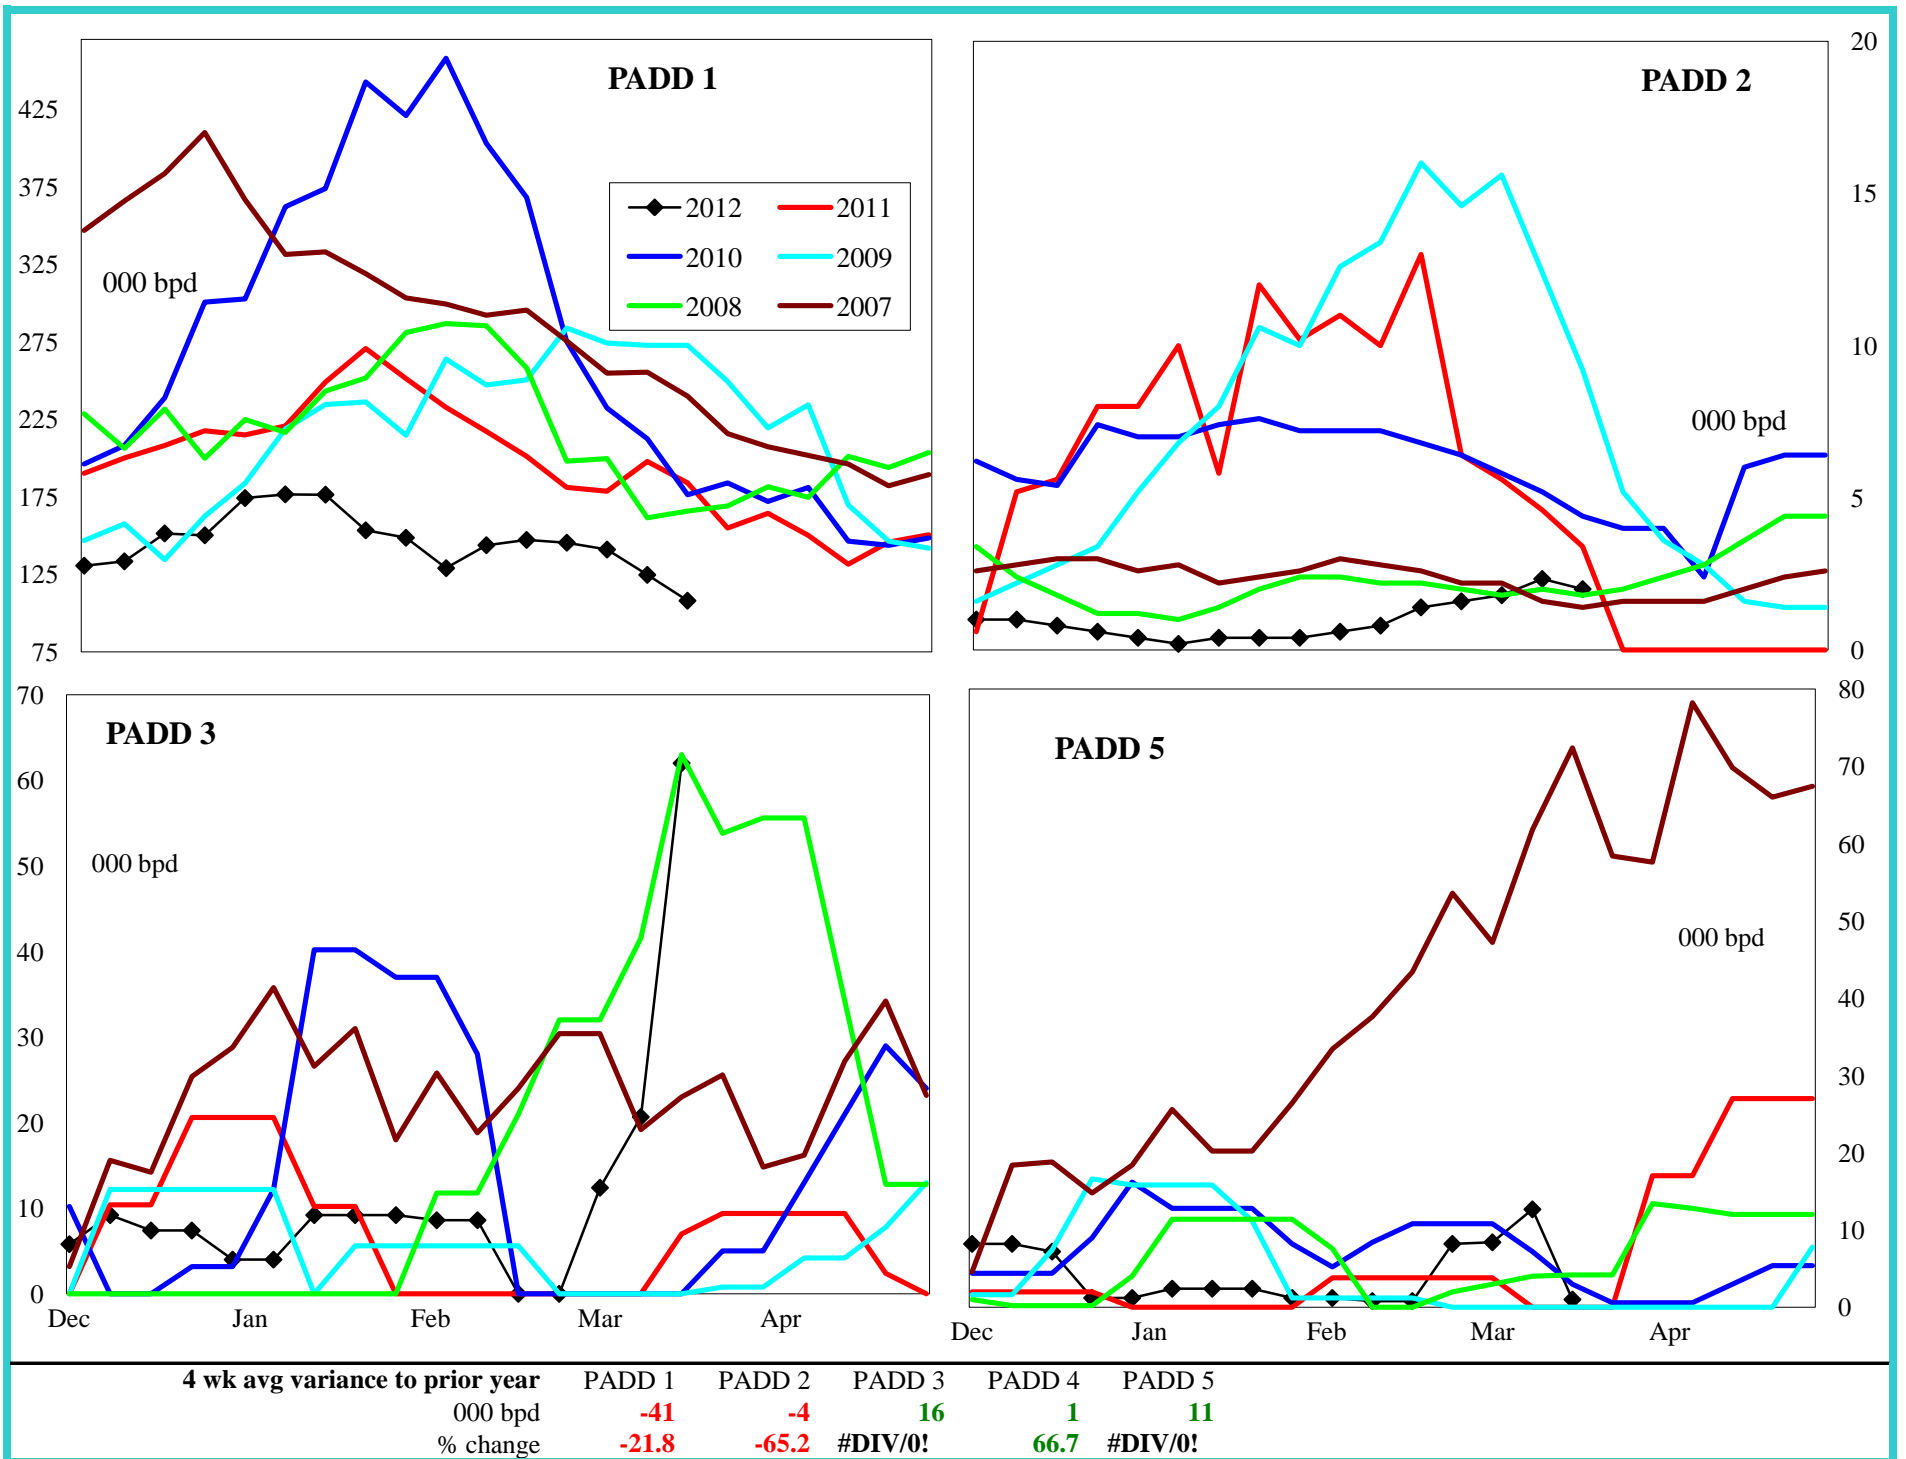 PADD 1
425
375
325
275
225
175
125
75
000 bpd
2012 2011
2010 2009
2008 2007
PADD 2
20
15
10
5
0
000 bpd
PADD 3
70
60
50
40
30
20
10
0
000 bpd
Dec Jan Feb Mar Apr
PADD 5
80
70
60
50
40
30
20
10
0
000 bpd
Dec Jan Feb Mar Apr
4 wk avg variance to prior year PADD 1 PADD 2 PADD 3 PADD 4 PADD 5
000 bpd -41 -4 16 1 11
% change -21.8 -65.2 #DIV/0! 66.7 #DIV/0!